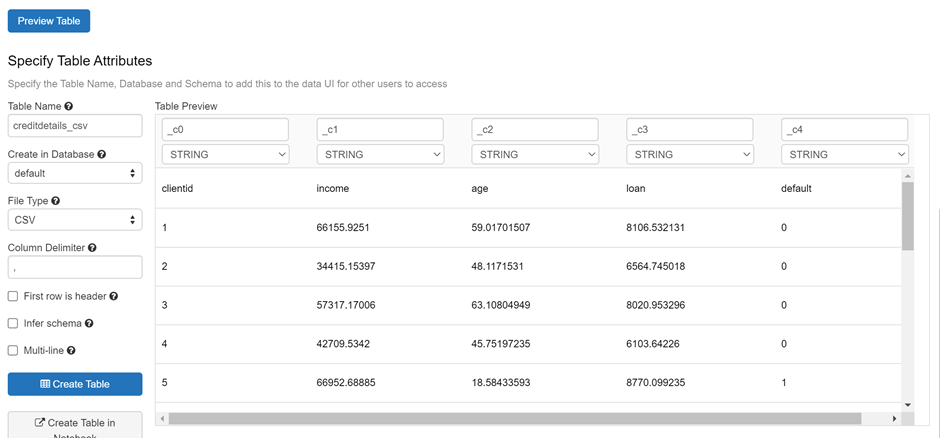 Preview Table
Specify Table Attributes
Specify the Table Name, Database and Schema to add this to the data UI for other users to access
Table Name
creditdetails_csv
Create in Database
default
File Type
CSV
Column Delimiter
,
First row is header
Infer schema
Multi-line
Create Table
Create Table in
Notebook
Table Preview
_c0 _c1 _c2 _c3 _c4
STRING STRING STRING STRING STRING
clientid income age loan default
1 66155.9251 59.01701507 8106.532131 0
2 34415.15397 48.1171531 6564.745018 0
3 57317.17006 63.10804949 8020.953296 0
4 42709.5342 45.75197235 6103.64226 0
5 66952.68885 18.58433593 8770.099235 1